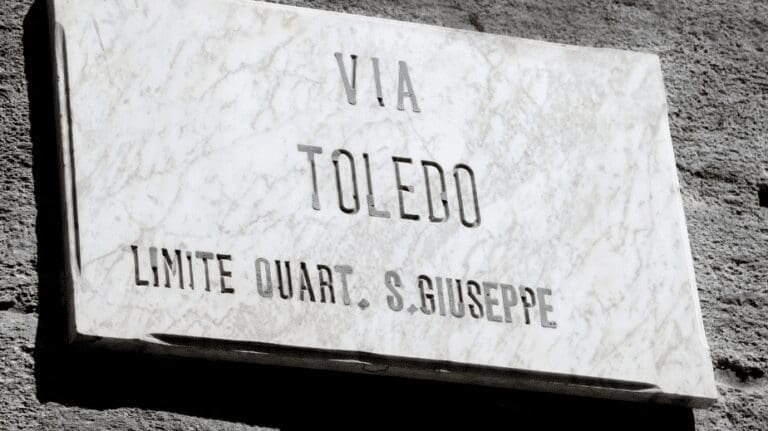 VIA
TOLEDO
LIMITE QUART. S.GIUSEPPE